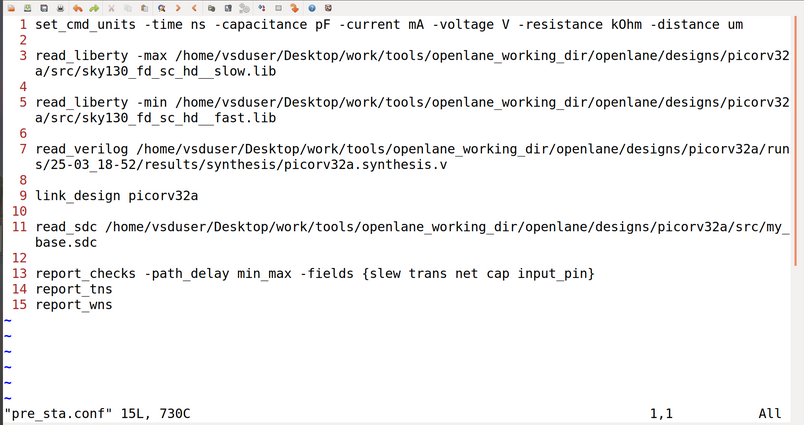 1 set_cmd_units -time ns -capacitance pF -current mA -voltage V -resistance kOhm -distance um
2
3 read_liberty -max /home/vsduser/Desktop/work/tools/openlane_working_dir/openlane/designs/picorv32
a/src/sky130_fd_sc_hd__slow.lib
4
5 read_liberty -min /home/vsduser/Desktop/work/tools/openlane_working_dir/openlane/designs/picorv32
a/src/sky130_fd_sc_hd__fast.lib
6
7 read_verilog /home/vsduser/Desktop/work/tools/openlane_working_dir/openlane/designs/picorv32a/run
s/25-03_18-52/results/synthesis/picorv32a.synthesis.v
8
9 link_design picorv32a
10
11 read_sdc /home/vsduser/Desktop/work/tools/openlane_working_dir/openlane/designs/picorv32a/src/my_
base.sdc
12
13 report_checks -path_delay min_max -fields {slew trans net cap input_pin}
14 report_tns
15 report_wns
~
~
~
~
~
~
"pre_sta.conf" 15L, 730C 1,1 All